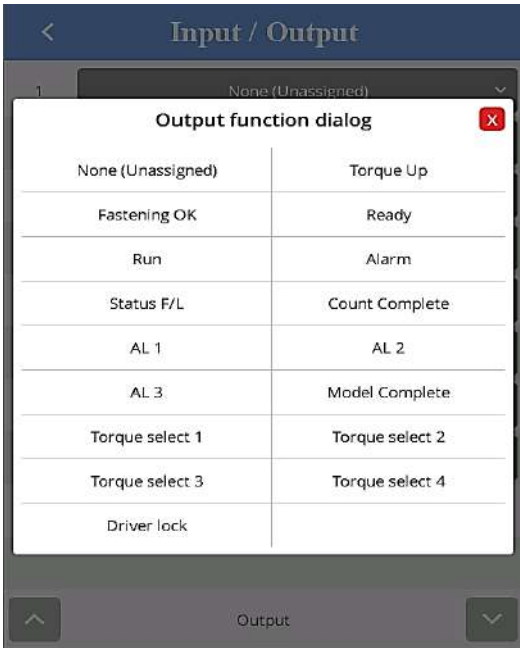 Input / Output
1 None (Unassigned)
Output function dialog X
None (Unassigned) Torque Up
Fastening OK Ready
Run Alarm
Status F/L Count Complete
AL 1 AL 2
AL 3 Model Complete
Torque select 1 Torque select 2
Torque select 3 Torque select 4
Driver lock
Output